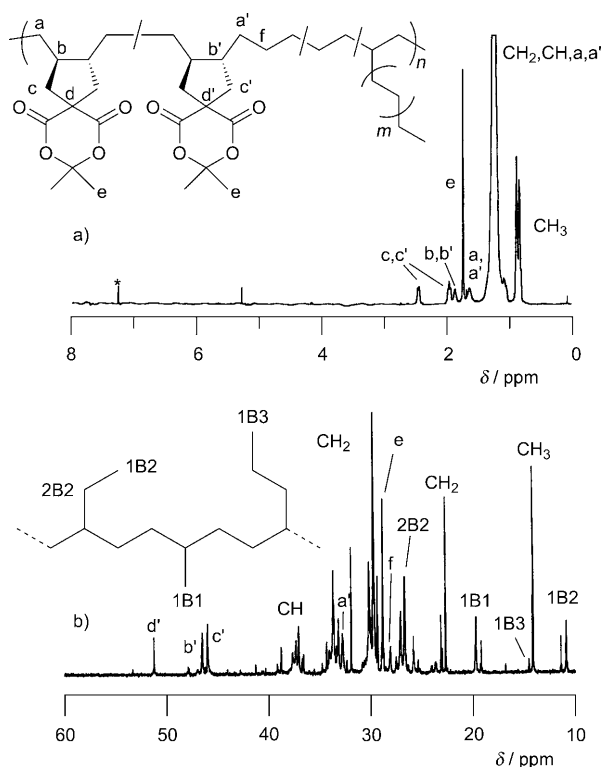 a a' f
b b' n
c c' m
d d'
O O O O
O O O O
e e
a)
CH2,CH,a,a'
e
CH3
c,c' b,b' a, a'
*
8 6 4 2 0
δ / ppm
1B3
1B2 CH2 e CH3
2B2 CH2
2B2
1B1 f 1B1 1B2
b) CH a' 1B3
d' b' c'
60 50 40 30 20 10
δ / ppm